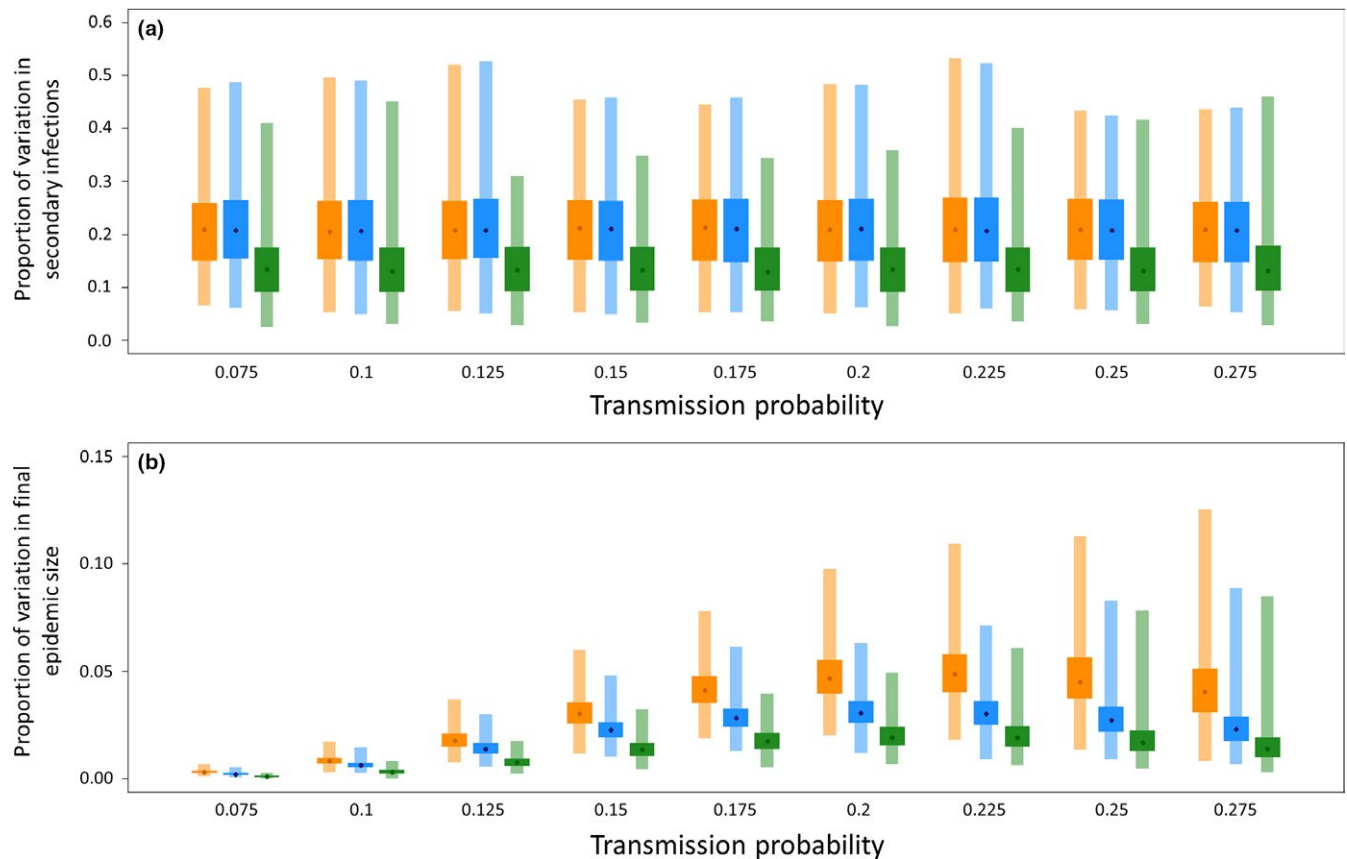 (a)
Proportion of variation in
secondary infections
0.6
0.5
0.4
0.3
0.2
0.1
0.0
0.075 0.1 0.125 0.15 0.175 0.2 0.225 0.25 0.275
Transmission probability
(b)
Proportion of variation in final
epidemic size
0.15
0.10
0.05
0.00
0.075 0.1 0.125 0.15 0.175 0.2 0.225 0.25 0.275
Transmission probability